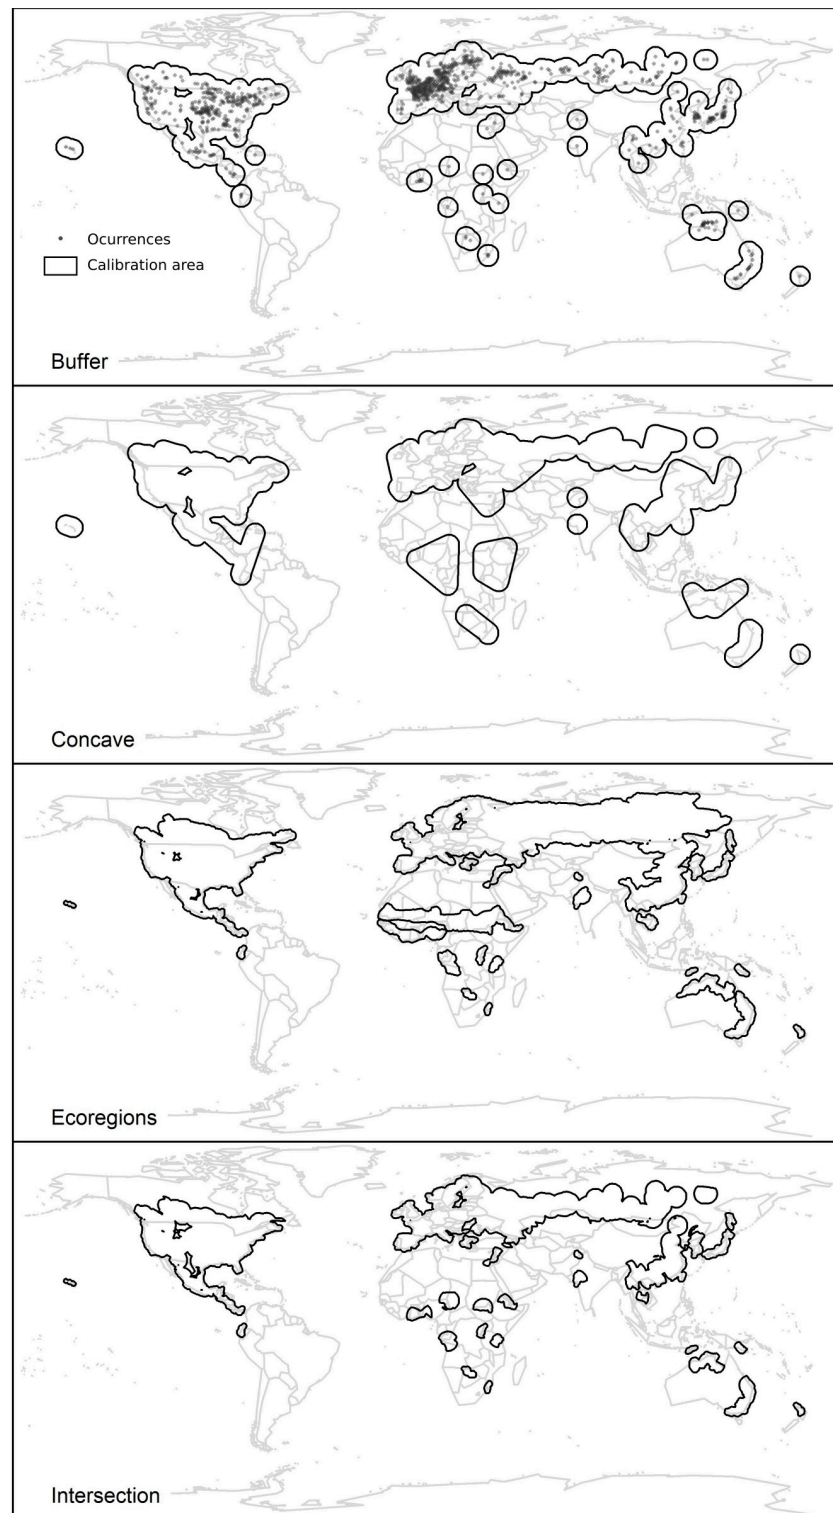 Ocurrences
Calibration area
Buffer
Concave
Ecoregions
Intersection